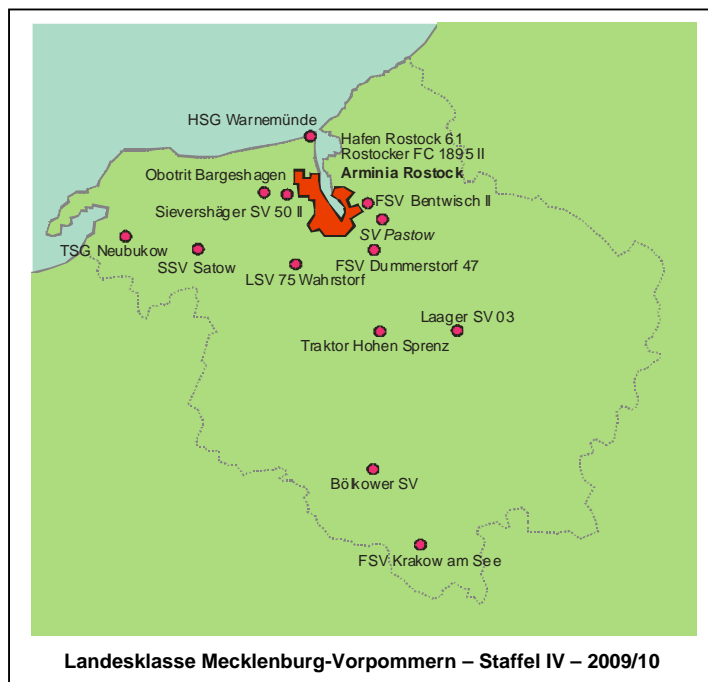 HSG Warnemünde
Hafen Rostock 61
Rostocker FC 1895 II
Arminia Rostock
Obotrit Bargeshagen
FSV Bentwisch II
Sievershäger SV 50 II
SV Pastow
TSG Neubukow
SSV Satow
FSV Dummerstorf 47
LSV 75 Wahrstorf
Laager SV 03
Traktor Hohen Sprenz
Bölkower SV
FSV Krakow am See
Landesklasse Mecklenburg-Vorpommern – Staffel IV – 2009/10